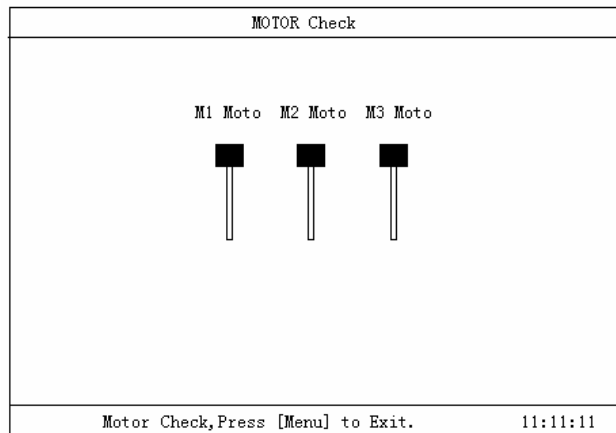 MOTOR Check
M1 Moto M2 Moto M3 Moto
Motor Check,Press [Menu] to Exit. 11:11:11